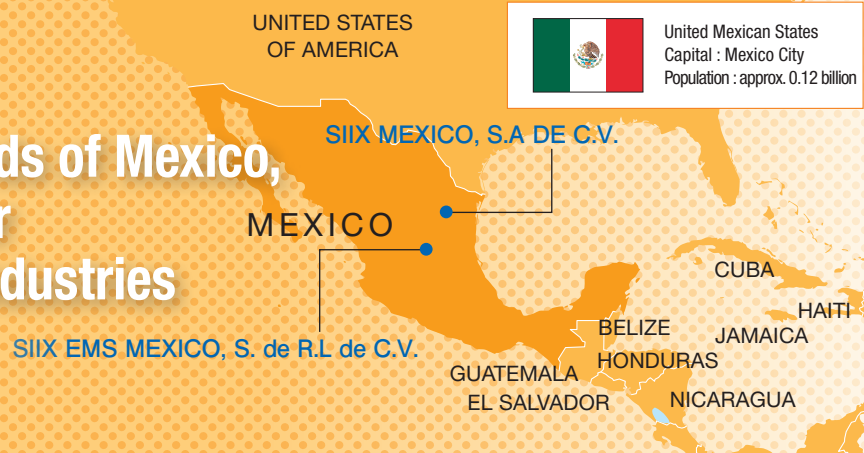 UNITED STATES
OF AMERICA
United Mexican States
Capital : Mexico City
Population : approx. 0.12 billion
SIIX MEXICO, S.A DE C.V.
ds of Mexico,
r
ndustries
MEXICO
SIIX EMS MEXICO, S. de R.L de C.V.
CUBA
HAITI
JAMAICA
BELIZE
HONDURAS
GUATEMALA
EL SALVADOR
NICARAGUA